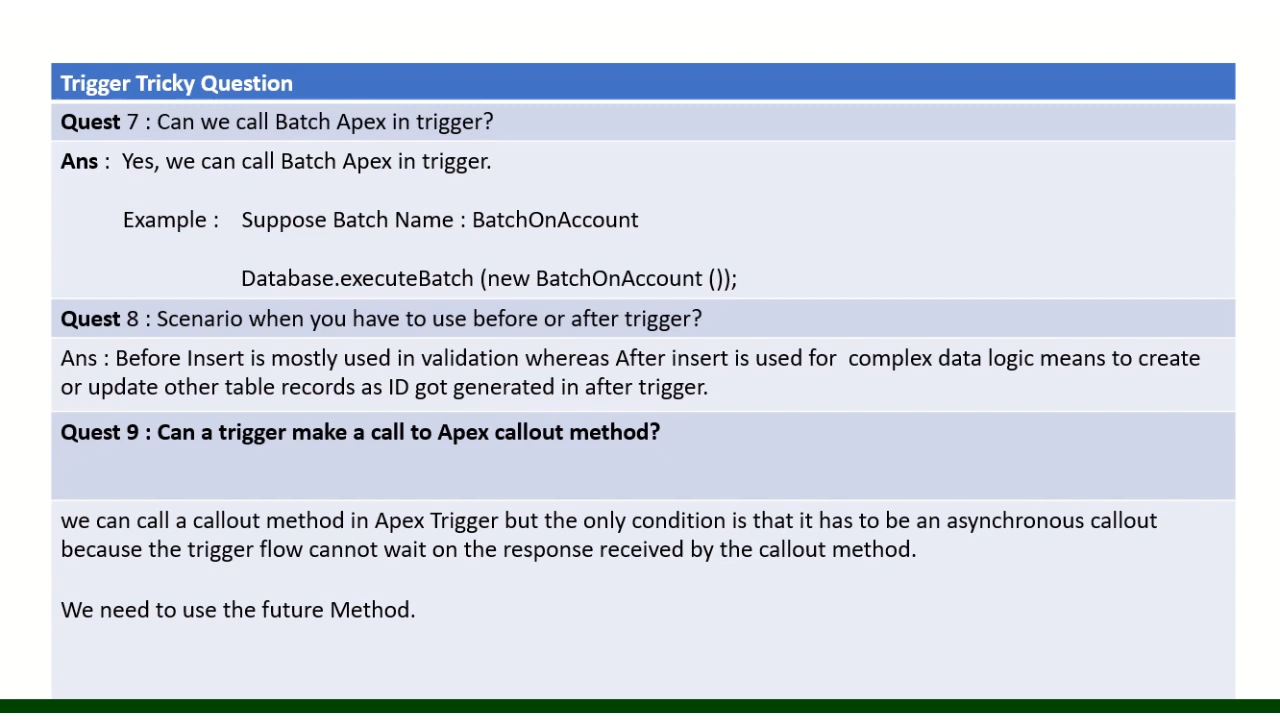 Trigger Tricky Question
Quest 7 : Can we call Batch Apex in trigger?
Ans : Yes, we can call Batch Apex in trigger.
Example : Suppose Batch Name : BatchOnAccount
Database.executeBatch (new BatchOnAccount ());
Quest 8 : Scenario when you have to use before or after trigger?
Ans : Before Insert is mostly used in validation whereas After insert is used for complex data logic means to create
or update other table records as ID got generated in after trigger.
Quest 9 : Can a trigger make a call to Apex callout method?
we can call a callout method in Apex Trigger but the only condition is that it has to be an asynchronous callout
because the trigger flow cannot wait on the response received by the callout method.
We need to use the future Method.